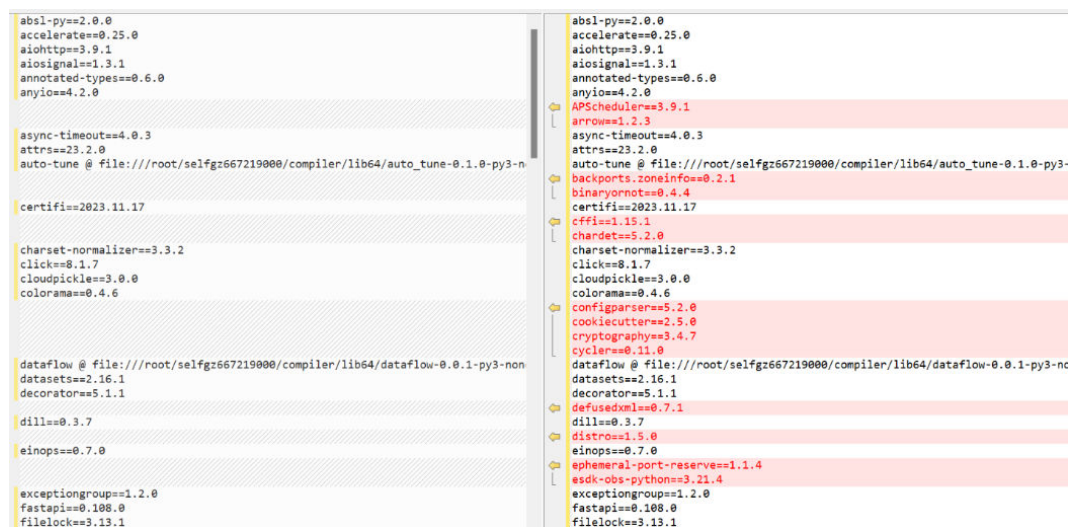 absl-py==2.0.0
accelerate==0.25.0
aiohttp==3.9.1
aiosignal==1.3.1
annotated-types==0.6.0
anyio==4.2.0
async-timeout==4.0.3
attrs==23.2.0
auto-tune @ file:///root/selfgz667219000/compiler/lib64/auto_tune-0.1.0-py3-no
certifi==2023.11.17
charset-normalizer==3.3.2
click==8.1.7
cloudpickle==3.0.0
colorama==0.4.6
dataflow @ file:///root/selfgz667219000/compiler/lib64/dataflow-0.0.1-py3-non
datasets==2.16.1
decorator==5.1.1
dill==0.3.7
einops==0.7.0
exceptiongroup==1.2.0
fastapi==0.108.0
filelock==3.13.1
absl-py==2.0.0
accelerate==0.25.0
aiohttp==3.9.1
aiosignal==1.3.1
annotated-types==0.6.0
anyio==4.2.0
APScheduler==3.9.1
arrow==1.2.3
async-timeout==4.0.3
attrs==23.2.0
auto-tune @ file:///root/selfgz667219000/compiler/lib64/auto_tune-0.1.0-py3-
backports.zoneinfo==0.2.1
binaryornot==0.4.4
certifi==2023.11.17
cffi==1.15.1
chardet==5.2.0
charset-normalizer==3.3.2
click==8.1.7
cloudpickle==3.0.0
colorama==0.4.6
configparser==5.2.0
cookiecutter==2.5.0
cryptography==3.4.7
cycler==0.11.0
dataflow @ file:///root/selfgz667219000/compiler/lib64/dataflow-0.0.1-py3-no
datasets==2.16.1
decorator==5.1.1
defusedxml==0.7.1
dill==0.3.7
distro==1.5.0
einops==0.7.0
ephemeral-port-reserve==1.1.4
esdk-obs-python==3.21.4
exceptiongroup==1.2.0
fastapi==0.108.0
filelock==3.13.1